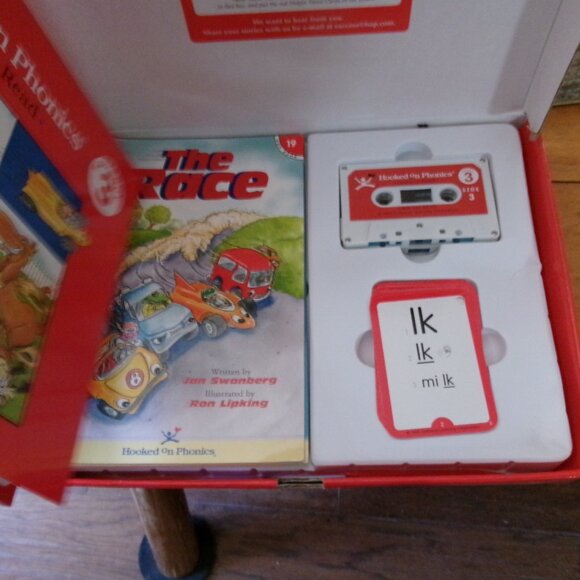 We want to hear from you.
n Phonics
Read
19
The
Race
Written by
Jan Swanberg
Illustrated by
Ron Lipking
Hooked on Phonics
Hooked on Phonics
3
SIDE
3
lk
lk
mi lk